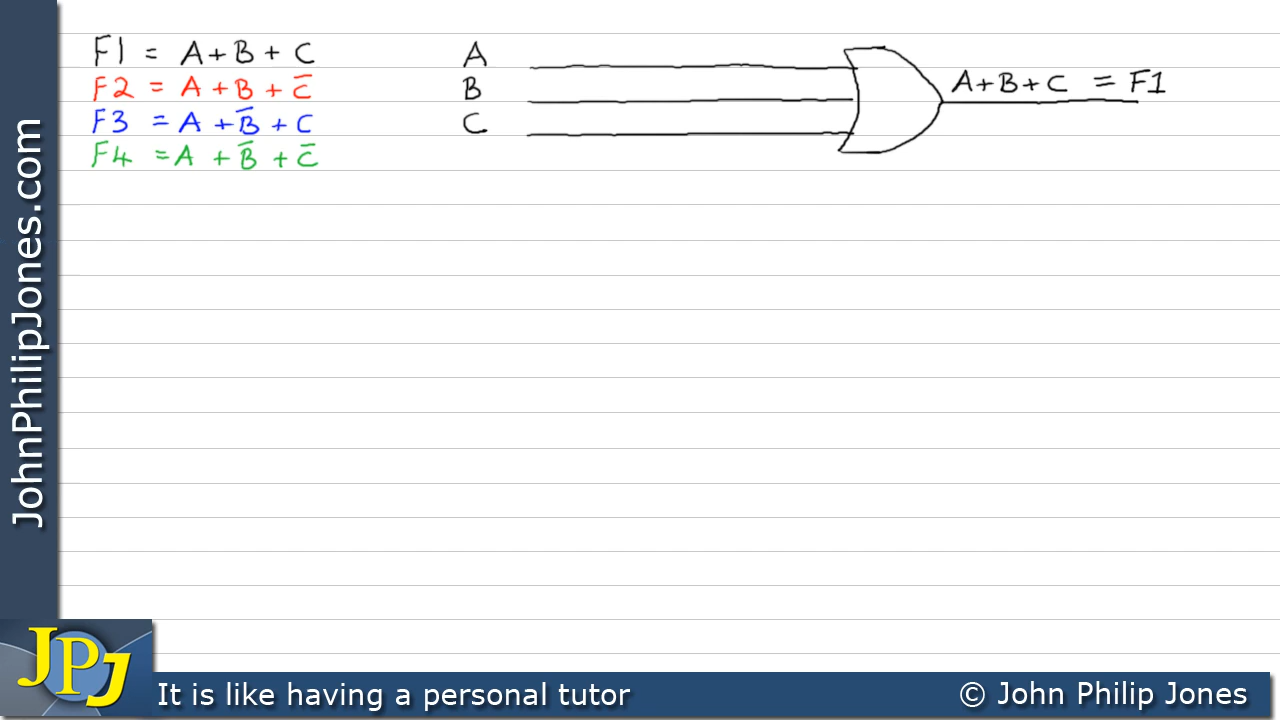 F1 = A + B + C
F2 = A + B + C̅
F3 = A + B̅ + C
F4 = A + B̅ + C̅
A
B
C
A+B+C = F1
JohnPhilipJones.com
JPJ
It is like having a personal tutor
© John Philip Jones